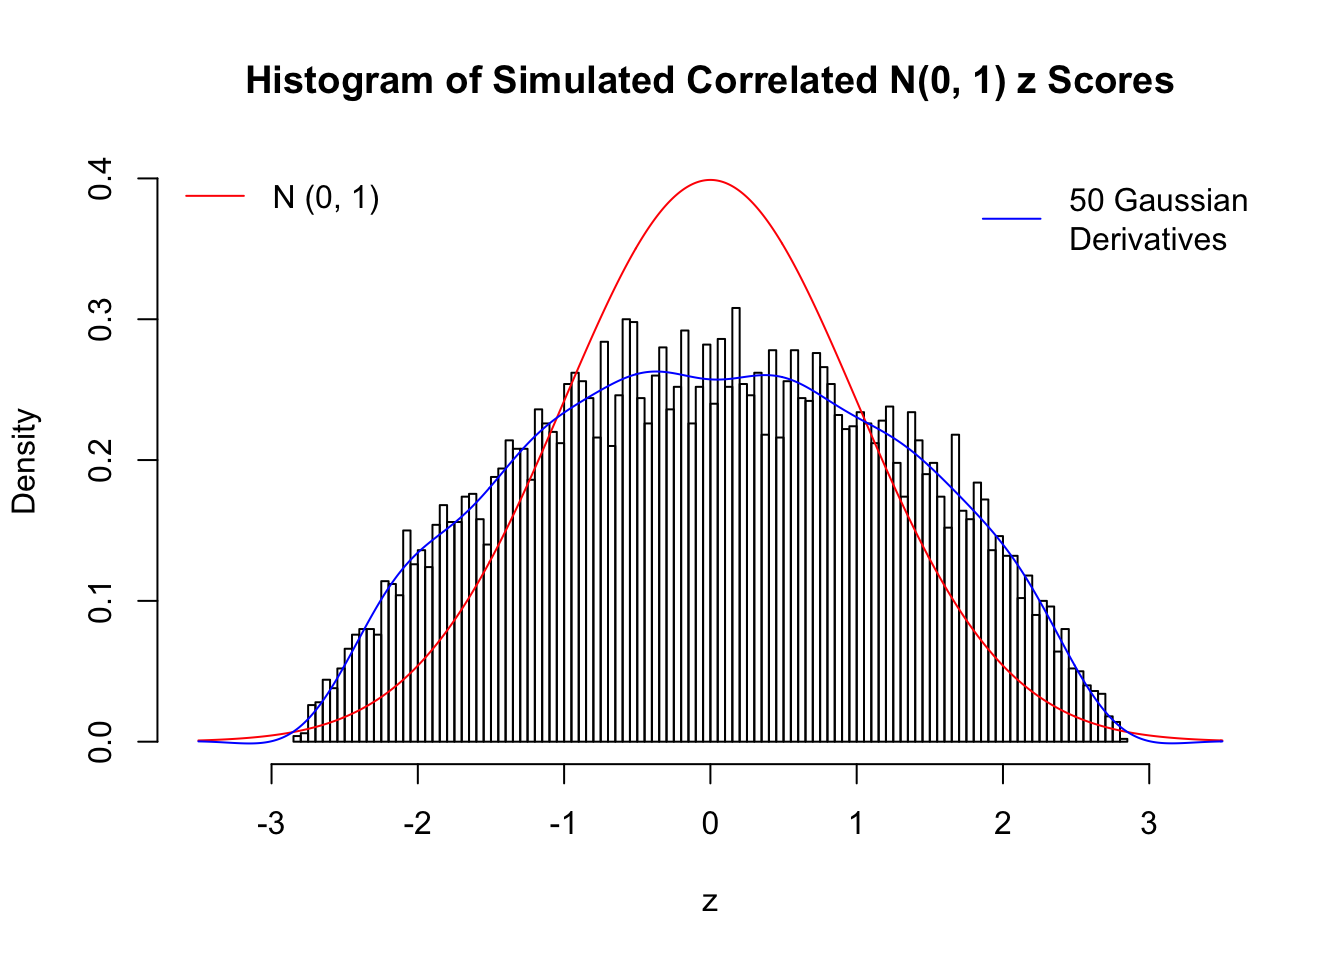 Histogram of Simulated Correlated N(0, 1) z Scores
N (0, 1)
50 Gaussian
Derivatives
Density
0.4
0.3
0.2
0.1
0.0
-3 -2 -1 0 1 2 3
z